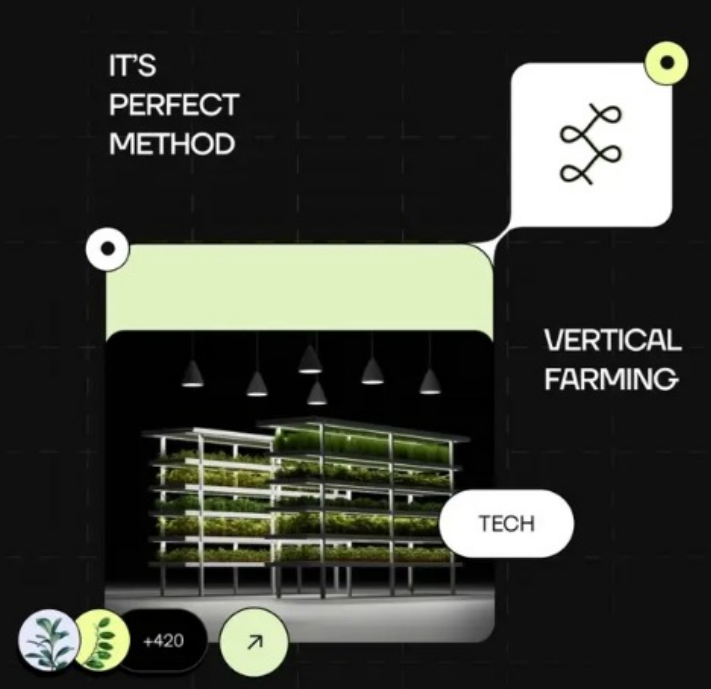 IT'S
PERFECT
METHOD
VERTICAL
FARMING
TECH
+420